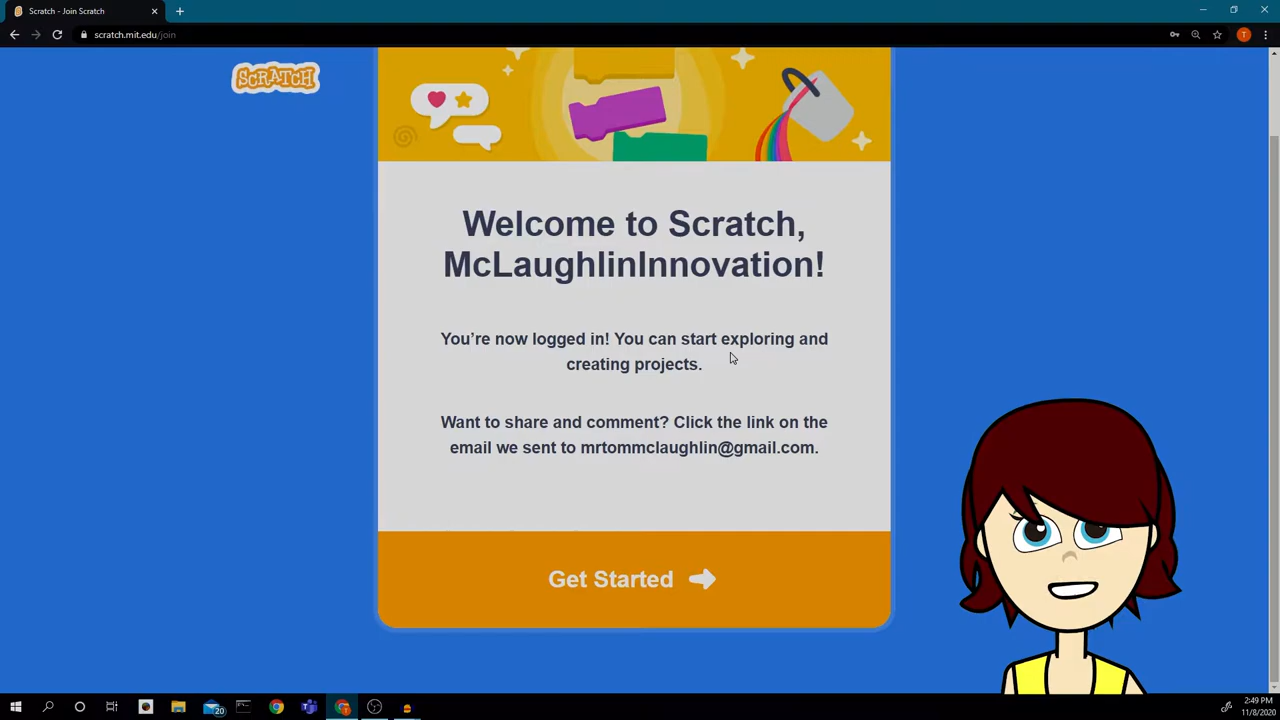 Scratch - Join Scratch
scratch.mit.edu/join
T
SCRATCH
Welcome to Scratch,
McLaughlinInnovation!
You're now logged in! You can start exploring and
creating projects.
Want to share and comment? Click the link on the
email we sent to mrtommclaughlin@gmail.com.
Get Started
20
2:49 PM
11/8/2020